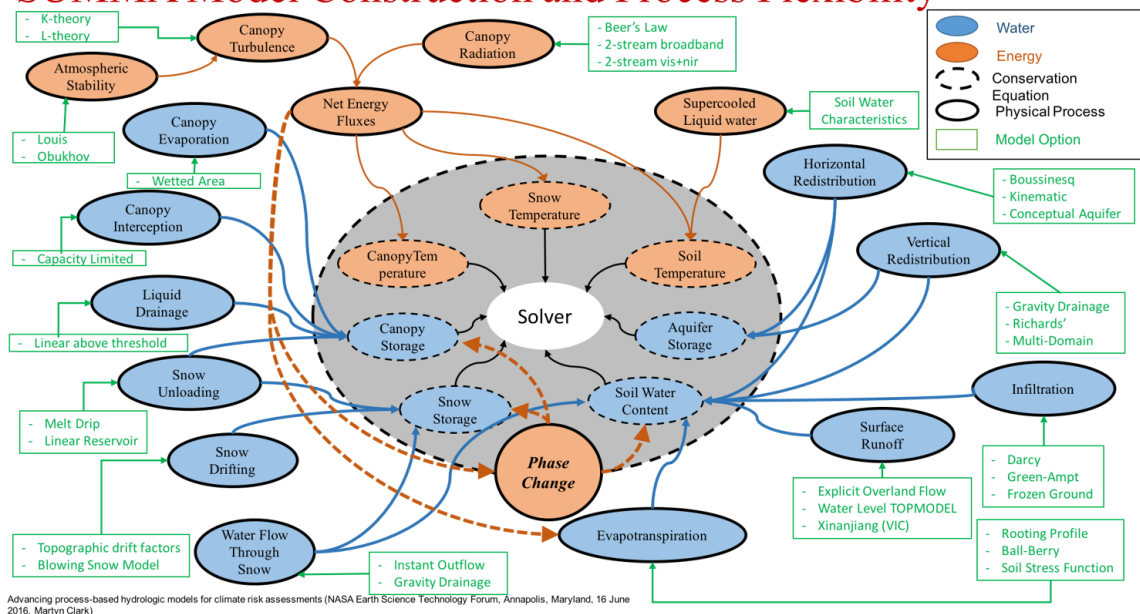 SUMMA Model Construction and Process Flexibility
- K-theory
- L-theory
Canopy
Turbulence
Canopy
Radiation
- Beer's Law
- 2-stream broadband
- 2-stream vis+nir
Water
Energy
Conservation
Equation
Physical Process
Model Option
Atmospheric
Stability
Net Energy
Fluxes
Supercooled
Liquid water
Soil Water
Characteristics
- Louis
- Obukhov
Canopy
Evaporation
- Wetted Area
Horizontal
Redistribution
- Boussinesq
- Kinematic
- Conceptual Aquifer
Canopy
Interception
- Capacity Limited
Snow
Temperature
CanopyTem
perature
Soil
Temperature
Vertical
Redistribution
- Gravity Drainage
- Richards'
- Multi-Domain
Liquid
Drainage
- Linear above threshold
Solver
Canopy
Storage
Aquifer
Storage
Snow
Unloading
- Melt Drip
- Linear Reservoir
Snow
Storage
Soil Water
Content
Infiltration
- Darcy
- Green-Ampt
- Frozen Ground
Snow
Drifting
- Topographic drift factors
- Blowing Snow Model
Phase
Change
Surface
Runoff
- Explicit Overland Flow
- Water Level TOPMODEL
- Xinanjiang (VIC)
Water Flow
Through
Snow
- Instant Outflow
- Gravity Drainage
Evapotranspiration
- Rooting Profile
- Ball-Berry
- Soil Stress Function
Advancing process-based hydrologic models for climate risk assessments (NASA Earth Science Technology Forum, Annapolis, Maryland, 16 June
2016, Martyn Clark)